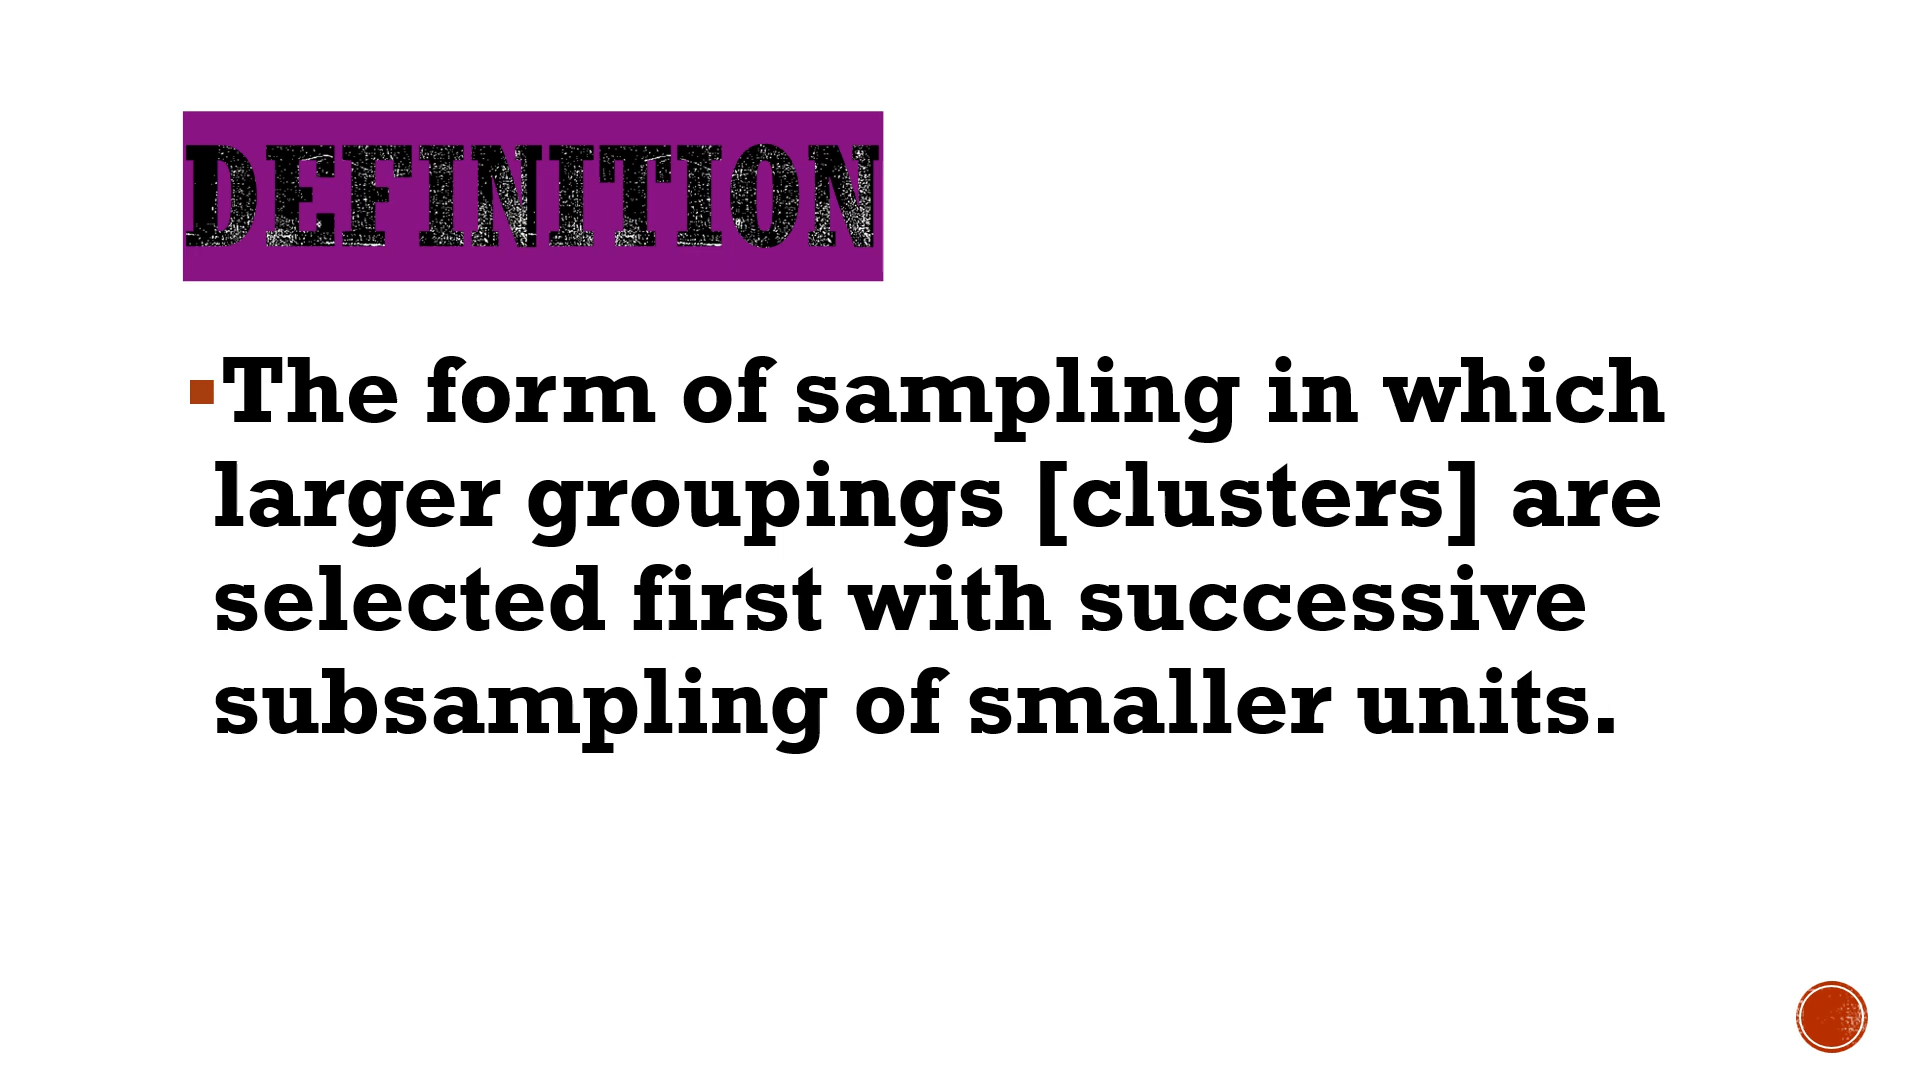 DEFINITION
▪The form of sampling in which
larger groupings [clusters] are
selected first with successive
subsampling of smaller units.